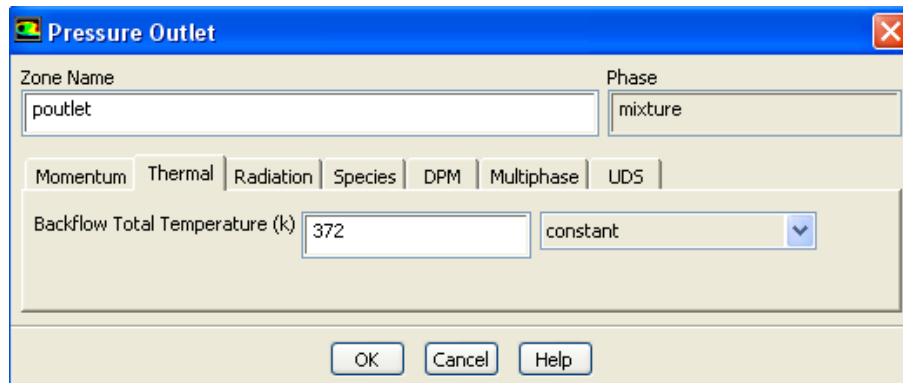 Pressure Outlet
Zone Name Phase
poutlet mixture
Momentum Thermal Radiation Species DPM Multiphase UDS
Backflow Total Temperature (k) 372 constant
OK Cancel Help